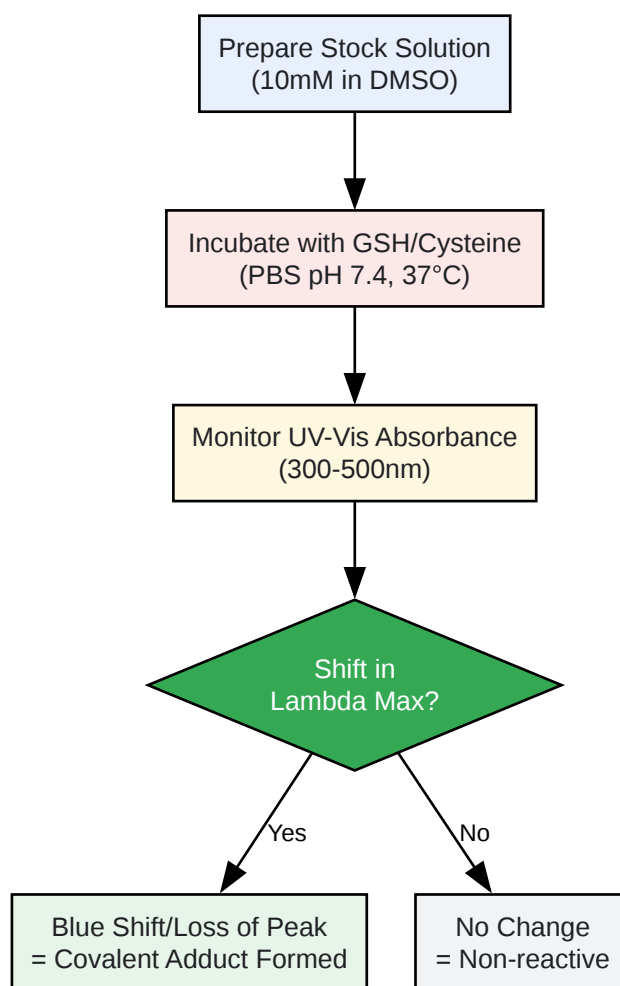 Prepare Stock Solution
(10mM in DMSO)
Incubate with GSH/Cysteine
(PBS pH 7.4, 37°C)
Monitor UV-Vis Absorbance
(300-500nm)
Shift in
Lambda Max?
Yes
No
Blue Shift/Loss of Peak
= Covalent Adduct Formed
No Change
= Non-reactive